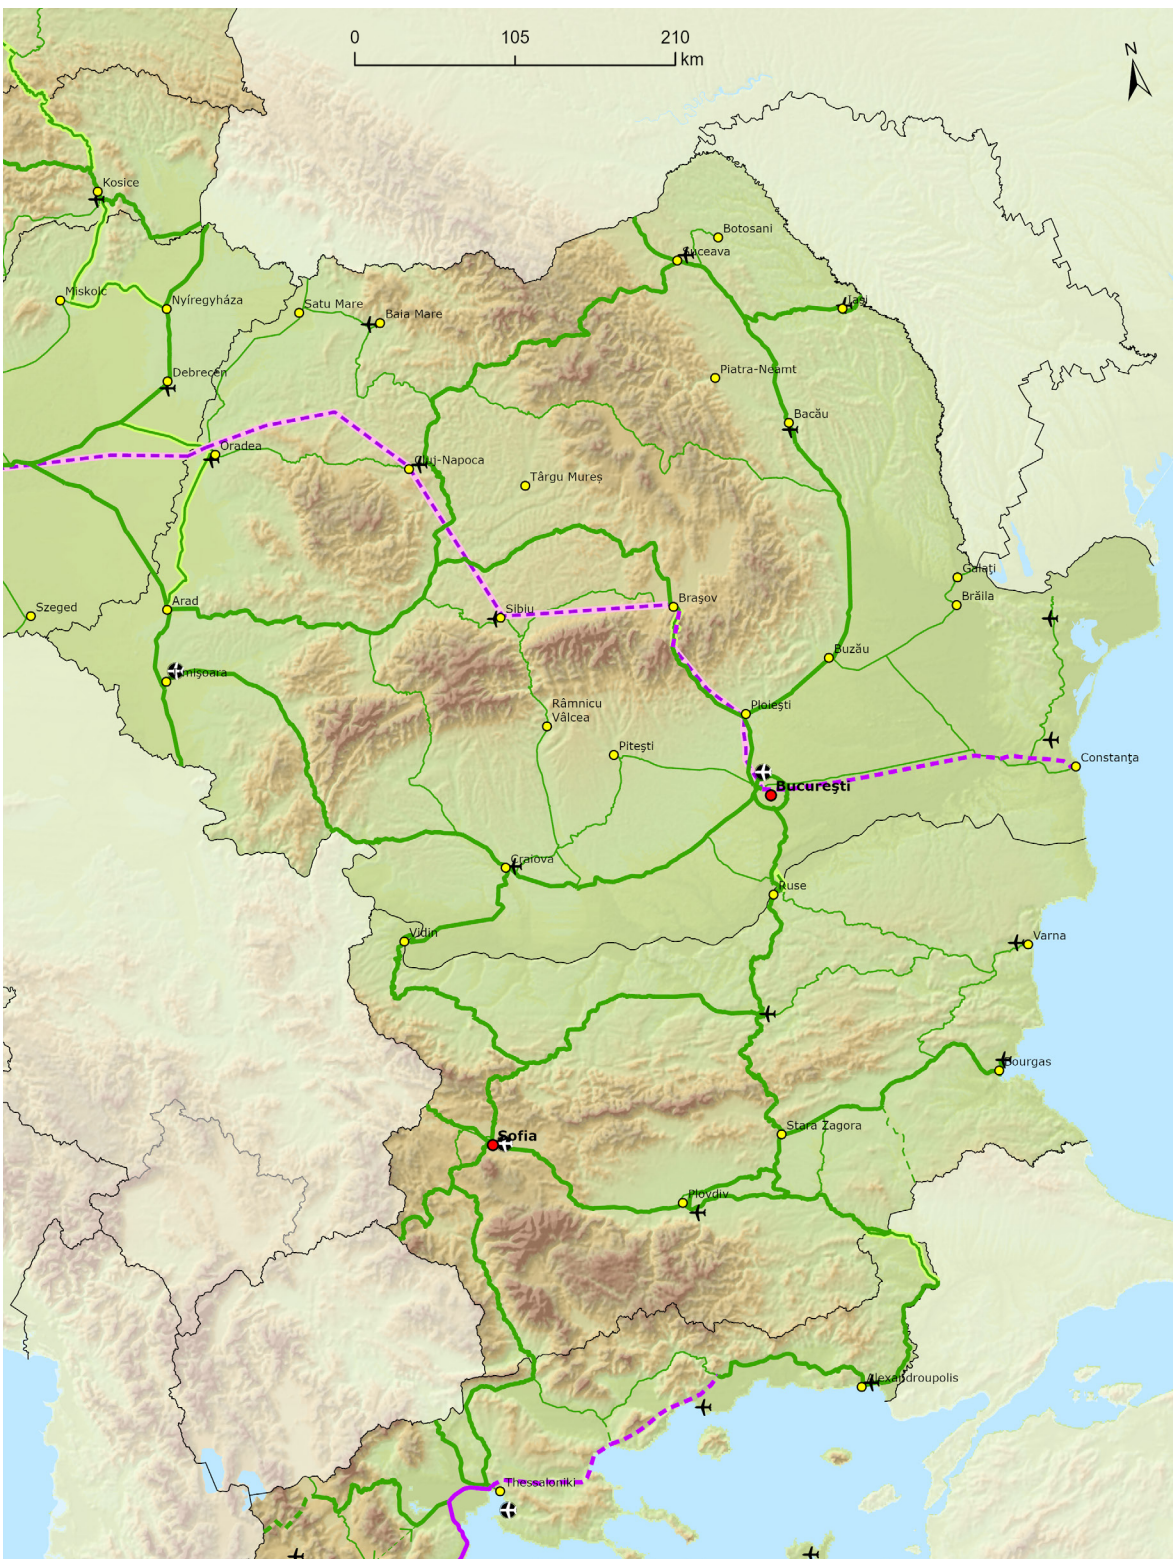 0 105 210
km
N
Kosice
Botosani
Suceava
Miskolc
Nyíregyháza
Satu Mare
Iaşi
Baia Mare
Debrecen
Piatra-Neamt
Bacău
Oradea
Cluj-Napoca
Târgu Mureș
Galaţi
Arad
Szeged
Sibiu
Braşov
Brăila
Buzău
Timişoara
Râmnicu
Vâlcea
Ploieşti
Piteşti
Constanţa
Bucureşti
Craiova
Ruse
Vidin
Varna
Bourgas
Stara Zagora
Sofia
Plovdiv
Alexandroupolis
Thessaloniki